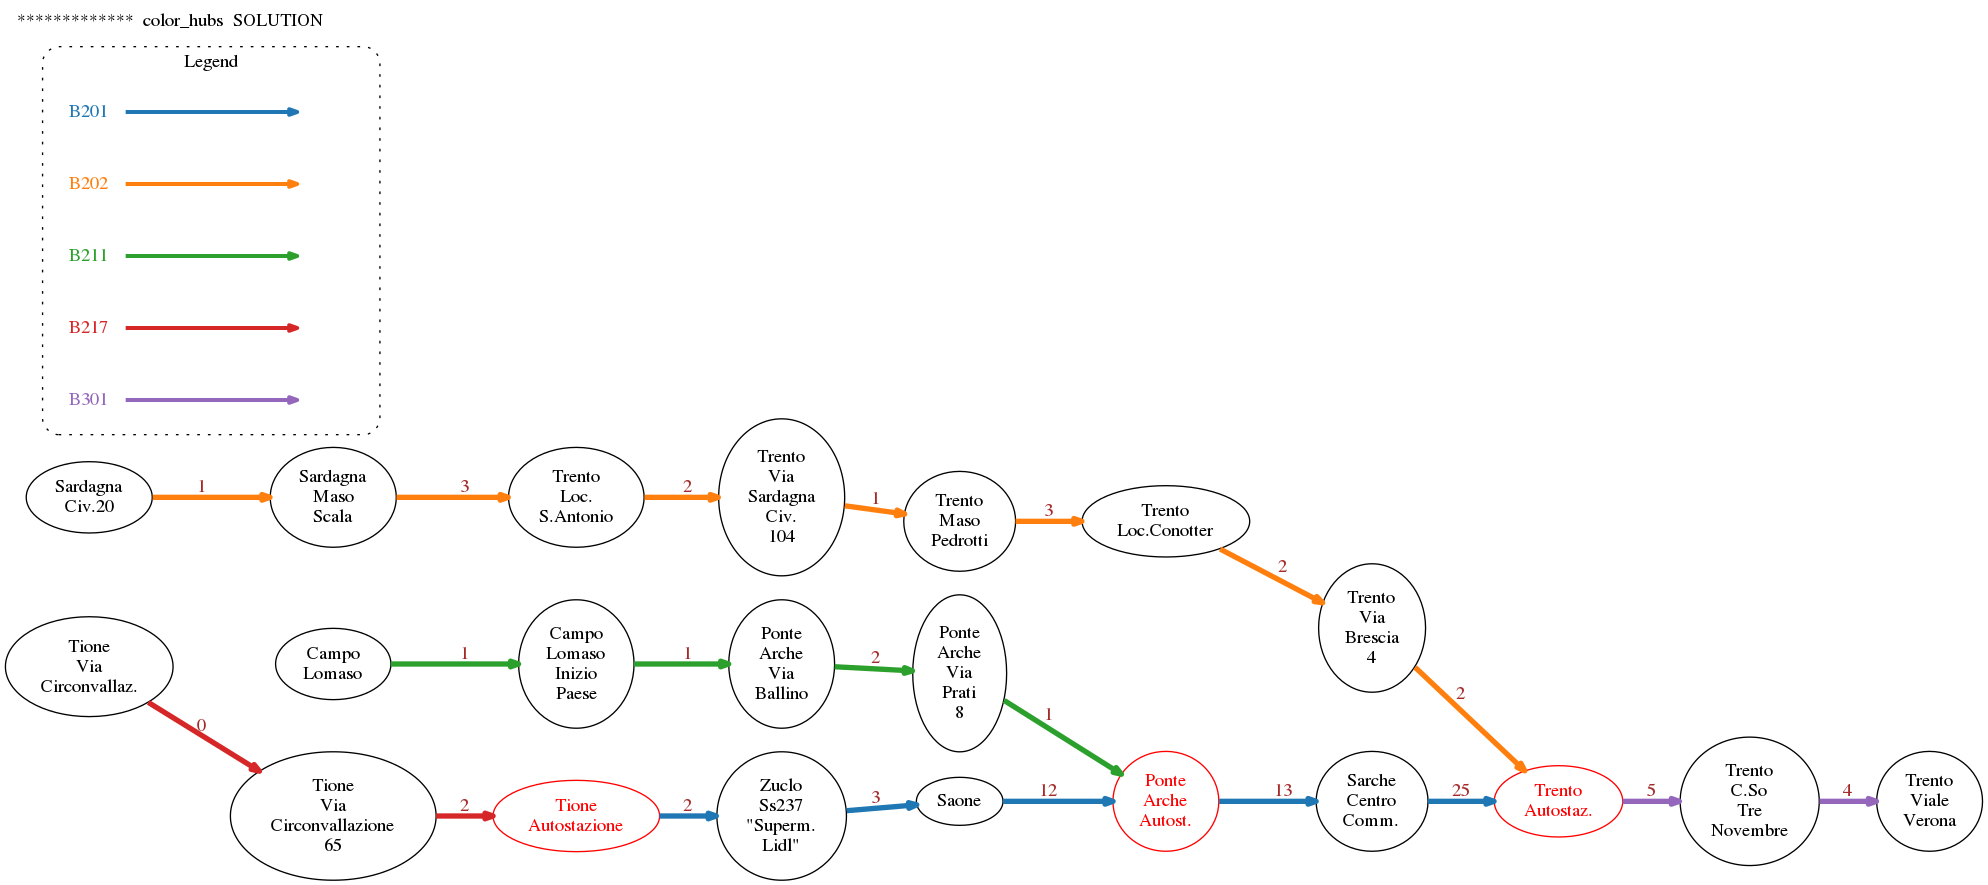 ************* color_hubs SOLUTION
Legend
B201
B202
B211
B217
B301
Sardagna
Civ.20
1
Sardagna
Maso
Scala
3
Trento
Loc.
S.Antonio
2
Trento
Via
Sardagna
Civ.
104
1
Trento
Maso
Pedrotti
3
Trento
Loc.Conotter
2
Trento
Via
Brescia
4
2
Tione
Via
Circonvallaz.
0
Campo
Lomaso
1
Campo
Lomaso
Inizio
Paese
1
Ponte
Arche
Via
Ballino
2
Ponte
Arche
Via
Prati
8
1
Tione
Via
Circonvallazione
65
2
Tione
Autostazione
2
Zuclo
Ss237
"Superm.
Lidl"
3
Saone
12
Ponte
Arche
Autost.
13
Sarche
Centro
Comm.
25
Trento
Autostaz.
5
Trento
C.So
Tre
Novembre
4
Trento
Viale
Verona